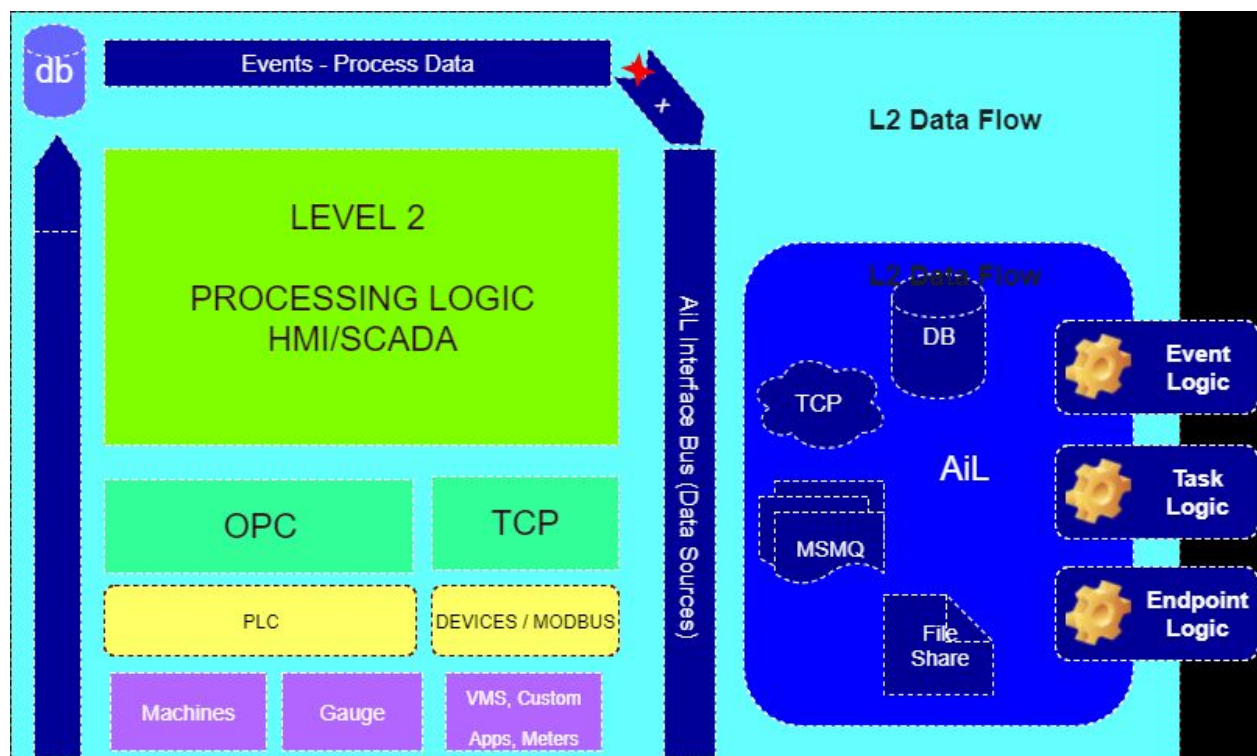 db
Events - Process Data
x
L2 Data Flow
LEVEL 2
PROCESSING LOGIC
HMI/SCADA
AiL Interface Bus (Data Sources)
L2 Data Flow
DB
TCP
AiL
MSMQ
File
Share
Event
Logic
Task
Logic
Endpoint
Logic
OPC
TCP
PLC
DEVICES / MODBUS
Machines
Gauge
VMS, Custom
Apps, Meters